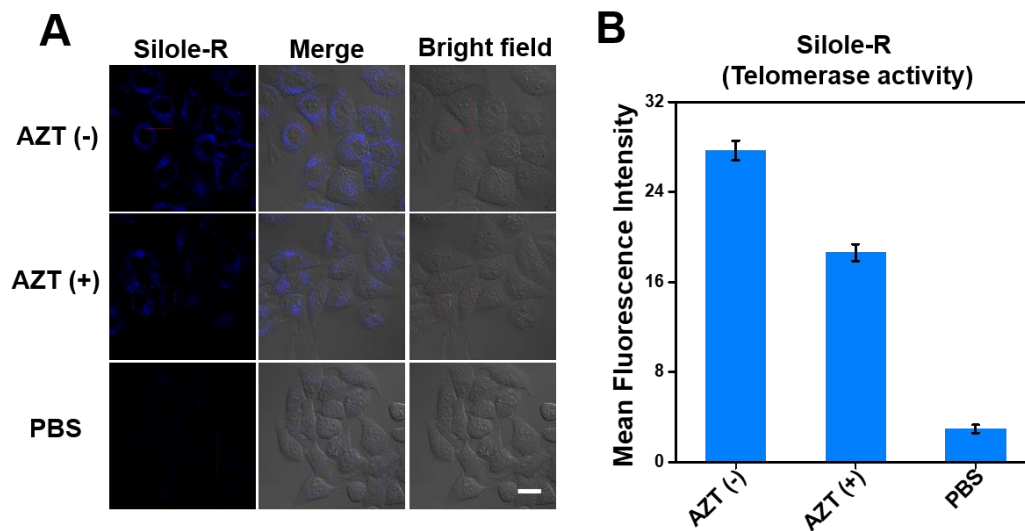 A
Silole-R
Merge
Bright field
AZT (-)
AZT (+)
PBS
B
Silole-R
(Telomerase activity)
Mean Fluorescence Intensity
32
24
16
8
0
AZT (-)
AZT (+)
PBS